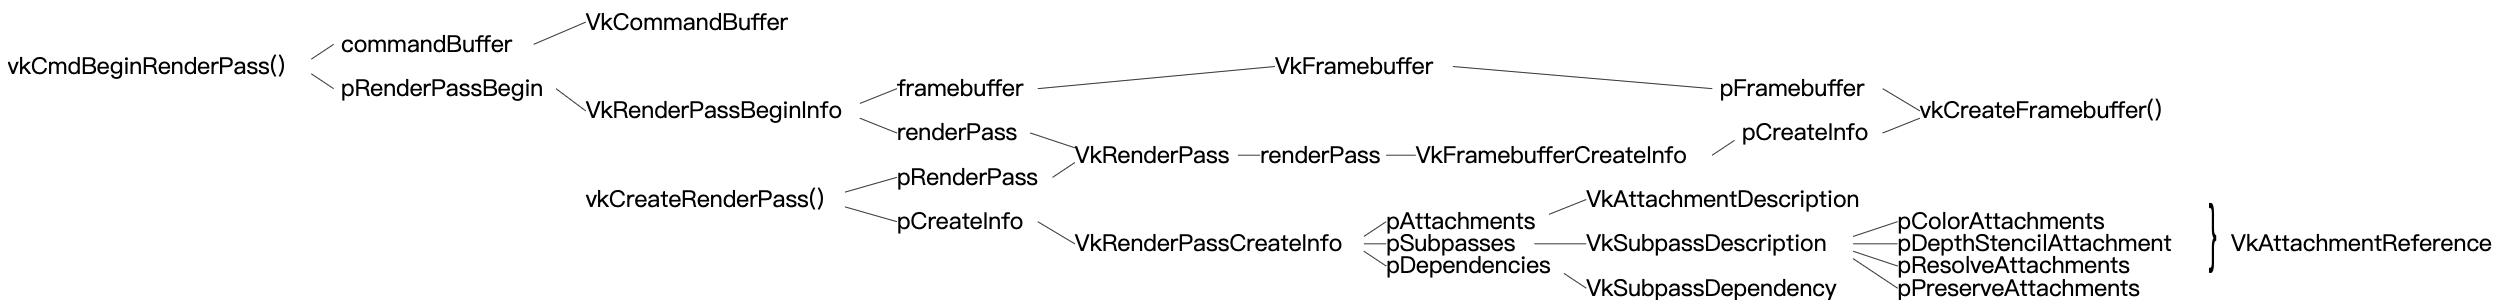 VkCommandBuffer
commandBuffer
vkCmdBeginRenderPass()
VkFramebuffer
pRenderPassBegin
framebuffer
pFramebuffer
VkRenderPassBeginInfo
vkCreateFramebuffer()
renderPass
pCreateInfo
VkRenderPass
renderPass
VkFramebufferCreateInfo
pRenderPass
vkCreateRenderPass()
VkAttachmentDescription
pCreateInfo
pAttachments
pColorAttachments
VkRenderPassCreateInfo
pSubpasses
VkSubpassDescription
pDepthStencilAttachment
VkAttachmentReference
pDependencies
pResolveAttachments
VkSubpassDependency
pPreserveAttachments